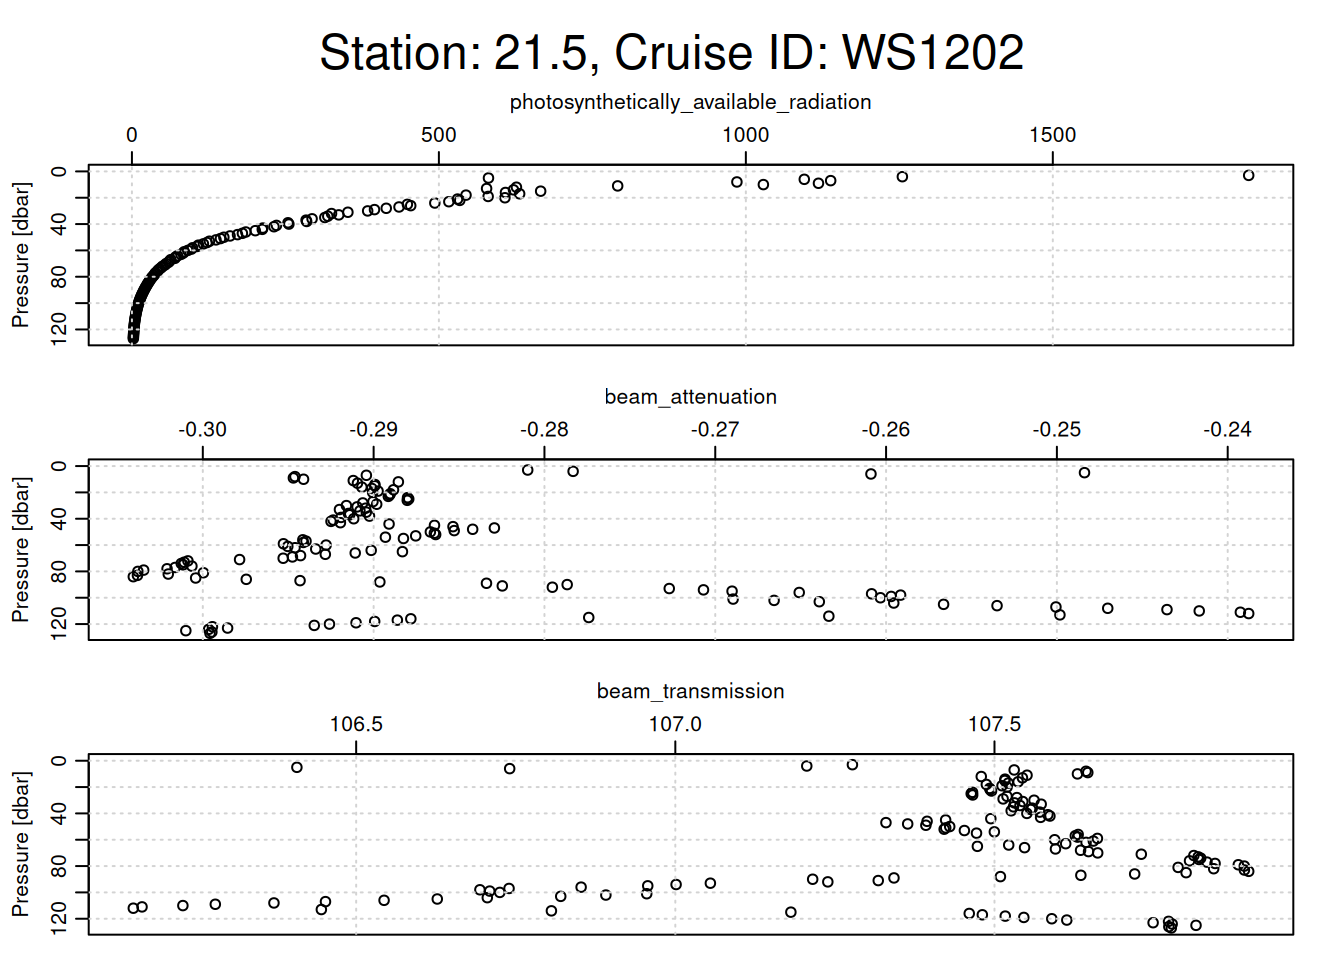 Station: 21.5, Cruise ID: WS1202
photosynthetically_available_radiation
0 500 1000 1500
Pressure [dbar]
0
40
80
120
beam_attenuation
-0.30 -0.29 -0.28 -0.27 -0.26 -0.25 -0.24
Pressure [dbar]
0
40
80
120
beam_transmission
106.5 107.0 107.5
Pressure [dbar]
0
40
80
120